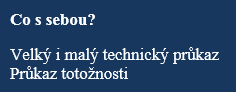 Co s sebou?
Velký i malý technický průkaz
Průkaz totožnosti